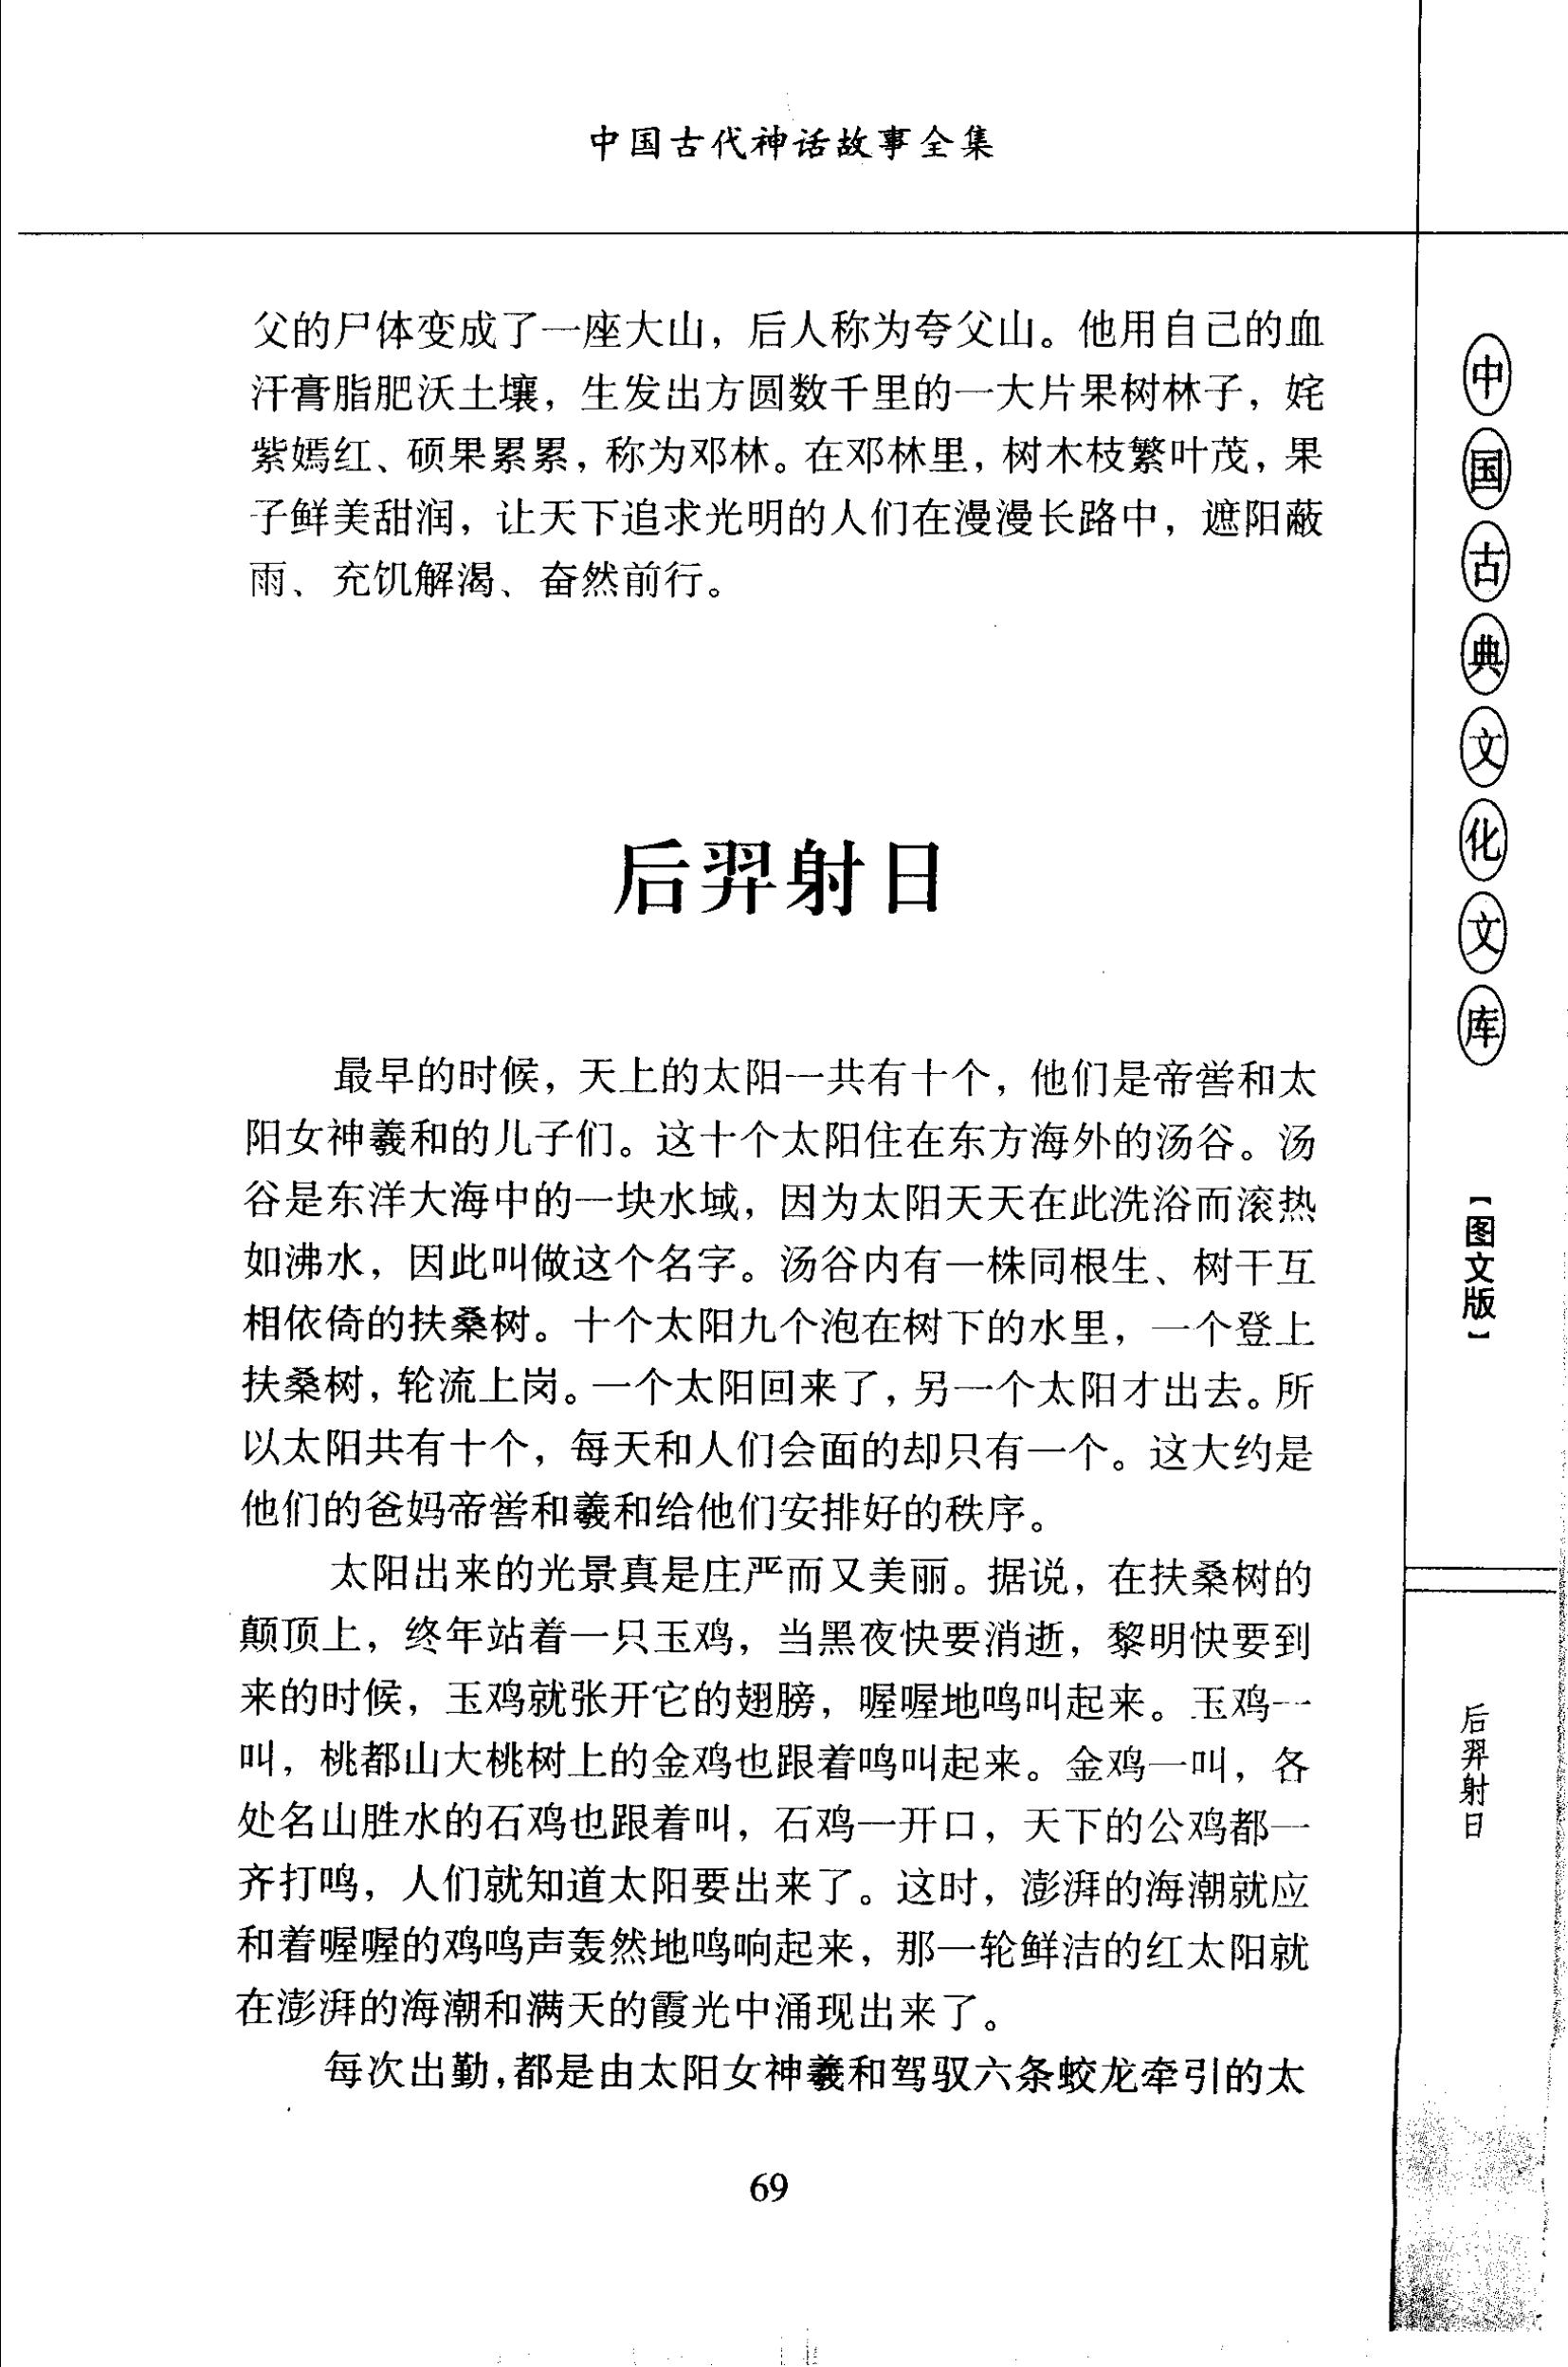 中国古代神话故事全集
父的尸体变成了一座大山，后人称为夸父山。他用自己的血
汗膏脂肥沃土壤，生发出方圆数千里的一大片果树林子，姹
紫嫣红、硕果累累，称为邓林。在邓林里，树木枝繁叶茂，果
子鲜美甜润，让天下追求光明的人们在漫漫长路中，遮阳蔽
雨、充饥解渴、奋然前行。
后羿射日
最早的时候，天上的太阳一共有十个，他们是帝喾和太
阳女神羲和的儿子们。这十个太阳住在东方海外的汤谷。汤
谷是东洋大海中的一块水域，因为太阳天天在此洗浴而滚热
如沸水，因此叫做这个名字。汤谷内有一株同根生、树干互
相依倚的扶桑树。十个太阳九个泡在树下的水里，一个登上
扶桑树，轮流上岗。一个太阳回来了，另一个太阳才出去。所
以太阳共有十个，每天和人们会面的却只有一个。这大约是
他们的爸妈帝喾和羲和给他们安排好的秩序。
太阳出来的光景真是庄严而又美丽。据说，在扶桑树的
颠顶上，终年站着一只玉鸡，当黑夜快要消逝，黎明快要到
来的时候，玉鸡就张开它的翅膀，喔喔地鸣叫起来。玉鸡一
叫，桃都山大桃树上的金鸡也跟着鸣叫起来。金鸡一叫，各
处名山胜水的石鸡也跟着叫，石鸡一开口，天下的公鸡都一
齐打鸣，人们就知道太阳要出来了。这时，澎湃的海潮就应
和着喔喔的鸡鸣声轰然地鸣响起来，那一轮鲜洁的红太阳就
在澎湃的海潮和满天的霞光中涌现出来了。
每次出勤，都是由太阳女神羲和驾驭六条蛟龙牵引的太
69
中国古典文化文库
【图文版】
后羿射日